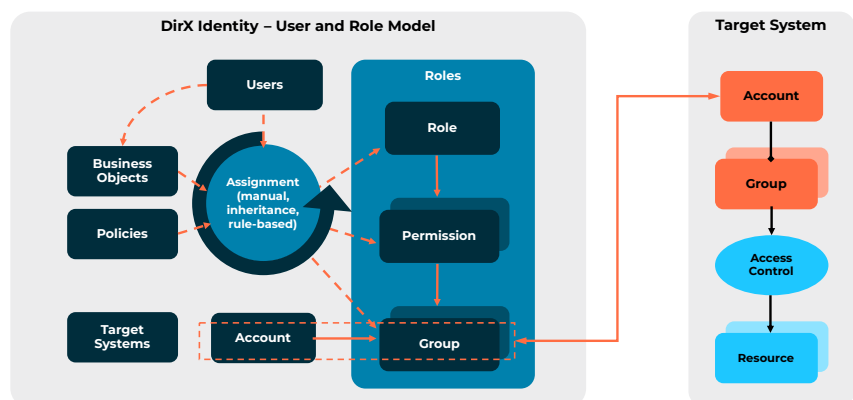 DirX Identity – User and Role Model
Target System
Users
Roles
Role
Business
Objects
Assignment
(manual,
inheritance,
rule-based)
Policies
Permission
Target
Systems
Account
Group
Account
Group
Access
Control
Resource